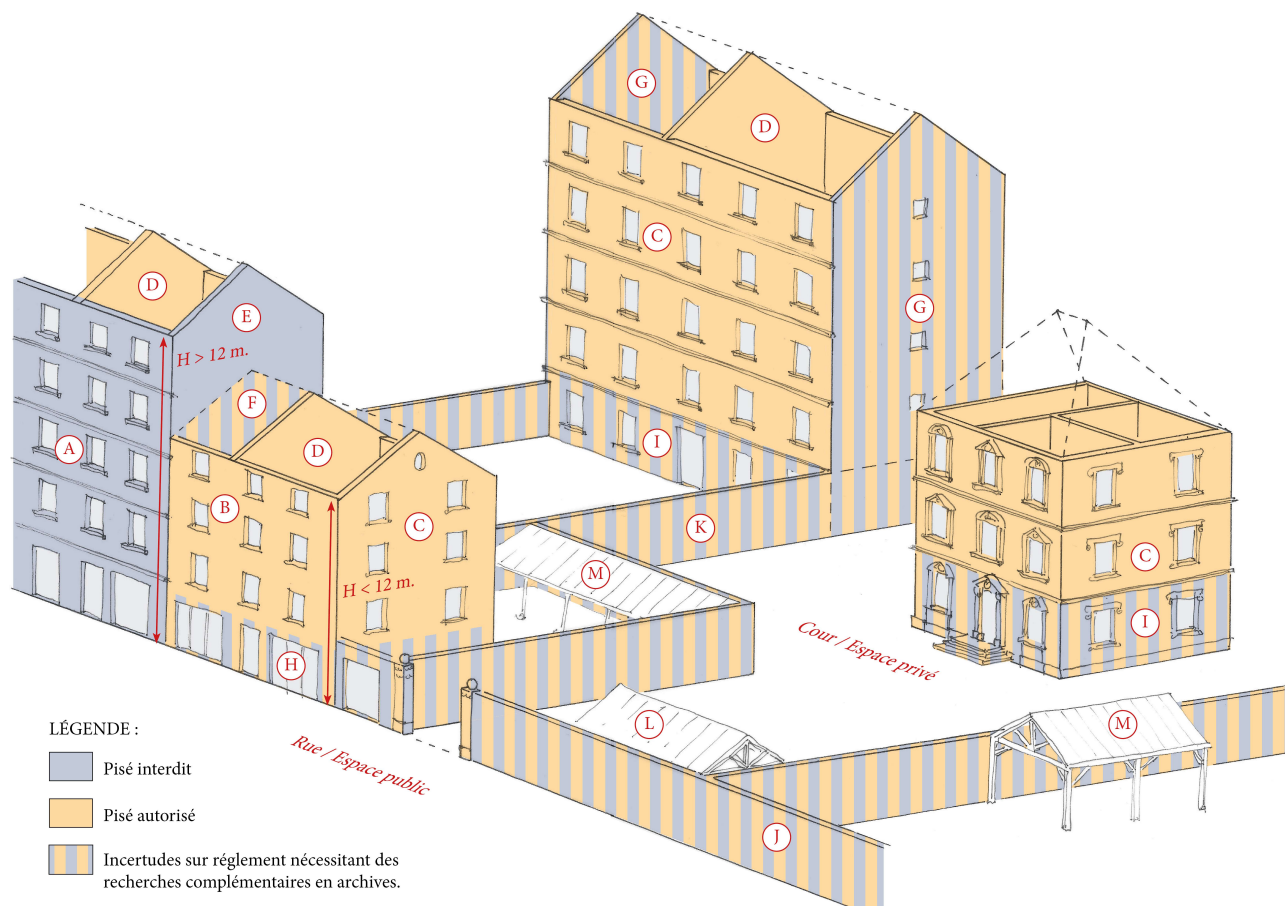 G
D
C
G
D
E
H > 12 m.
F
A
D
B
C
I
K
H < 12 m.
M
C
I
Cour / Espace privé
H
L
M
Rue / Espace public
J
LÉGENDE :
Pisé interdit
Pisé autorisé
Incertudes sur réglement nécessitant des
recherches complémentaires en archives.